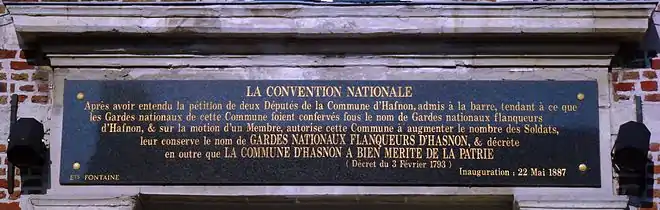 LA CONVENTION NATIONALE
Après avoir entendu la pétition de deux Députés de la Commune d'Hafnon, admis à la barre, tendant à ce que
les Gardes nationaux de cette Commune foient confervés fous le nom de Gardes nationaux flanqueurs
d'Hafnon, & sur la motion d'un Membre, autorise cette Commune à augmenter le nombre des Soldats,
leur conserve le nom de GARDES NATIONAUX FLANQUEURS D'HASNON, & décrète
en outre que LA COMMUNE D'HASNON A BIEN MERITE DE LA PATRIE
( Décret du 3 Février 1793 )
Inauguration : 22 Mai 1887
Ets FONTAINE